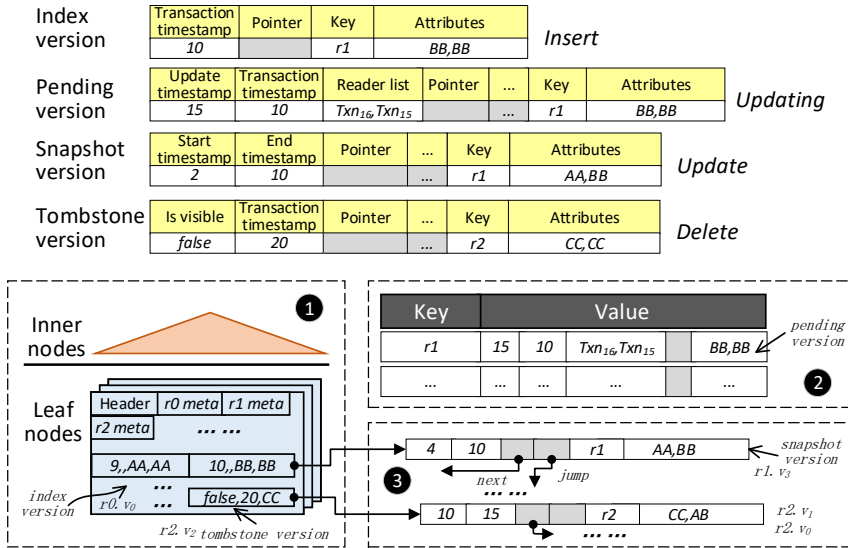 Index version
Transaction timestamp Pointer Key Attributes
10 r1 BB,BB
Insert
Pending version
Update timestamp Transaction timestamp Reader list Pointer ... Key Attributes
15 10 Txn16,Txn15 ... r1 BB,BB
Updating
Snapshot version
Start timestamp End timestamp Pointer ... Key Attributes
2 10 ... r1 AA,BB
Update
Tombstone version
Is visible Transaction timestamp Pointer ... Key Attributes
false 20 ... r2 CC,CC
Delete
1
Inner nodes
Leaf nodes
Header r0 meta r1 meta
r2 meta ... ...
9,,AA,AA 10,,BB,BB
index version
r0.v0
...
...
false,20,CC
r2.v2 tombstone version
Key Value
r1 15 10 Txn16,Txn15 BB,BB
pending version
... ... ... ... ...
2
4 10 r1 AA,BB
snapshot version
r1.v3
3
next
jump
... ...
10 15 r2 CC,AB
r2.v1
r2.v0
... ...